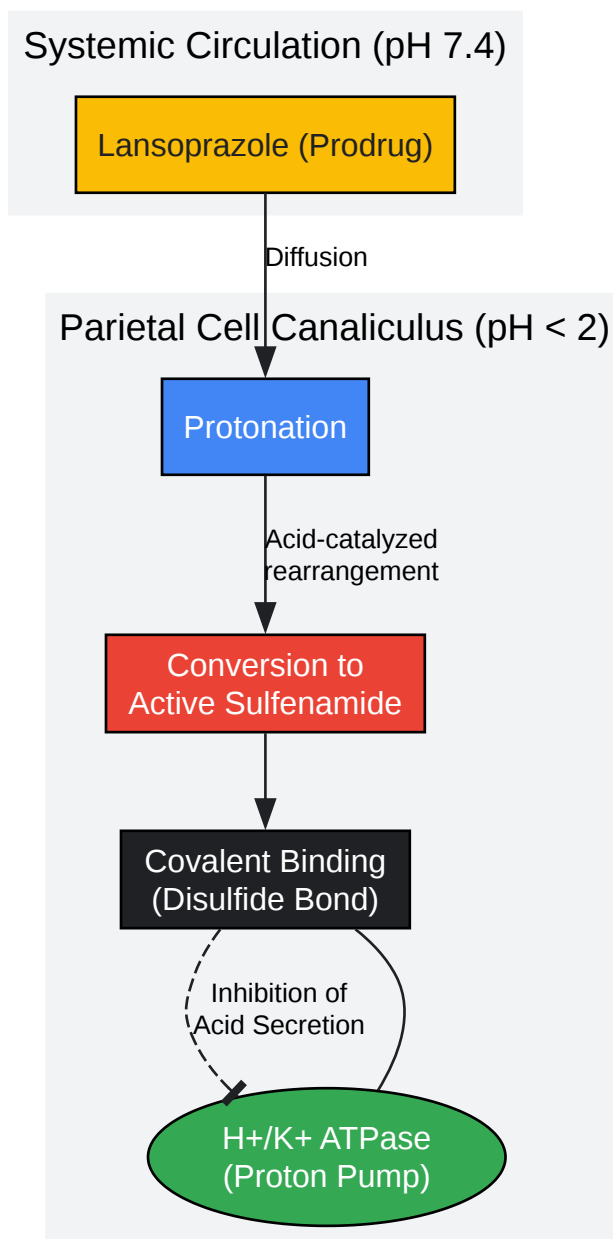 Systemic Circulation (pH 7.4)
Lansoprazole (Prodrug)
Diffusion
Parietal Cell Canaliculus (pH < 2)
Protonation
Acid-catalyzed
rearrangement
Conversion to
Active Sulfenamide
Covalent Binding
(Disulfide Bond)
Inhibition of
Acid Secretion
H+/K+ ATPase
(Proton Pump)